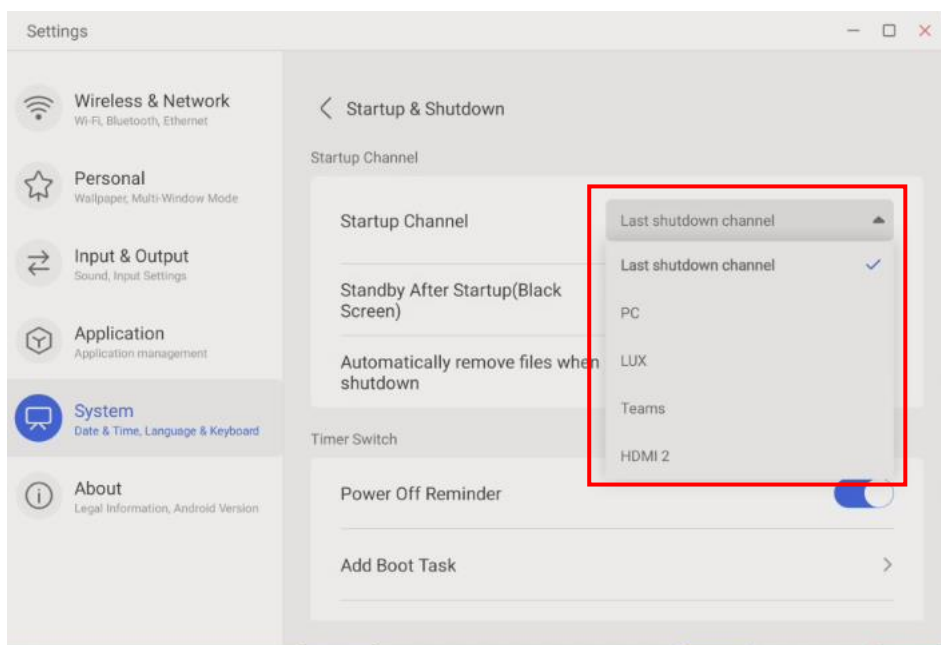 Settings
Wireless & Network
Wi-Fi, Bluetooth, Ethernet
Personal
Wallpaper, Multi-Window Mode
Input & Output
Sound, Input Settings
Application
Application management
System
Date & Time, Language & Keyboard
About
Legal Information, Android Version
Startup & Shutdown
Startup Channel
Startup Channel
Last shutdown channel
Last shutdown channel
PC
LUX
Teams
HDMI 2
Standby After Startup(Black
Screen)
Automatically remove files when
shutdown
Timer Switch
Power Off Reminder
Add Boot Task